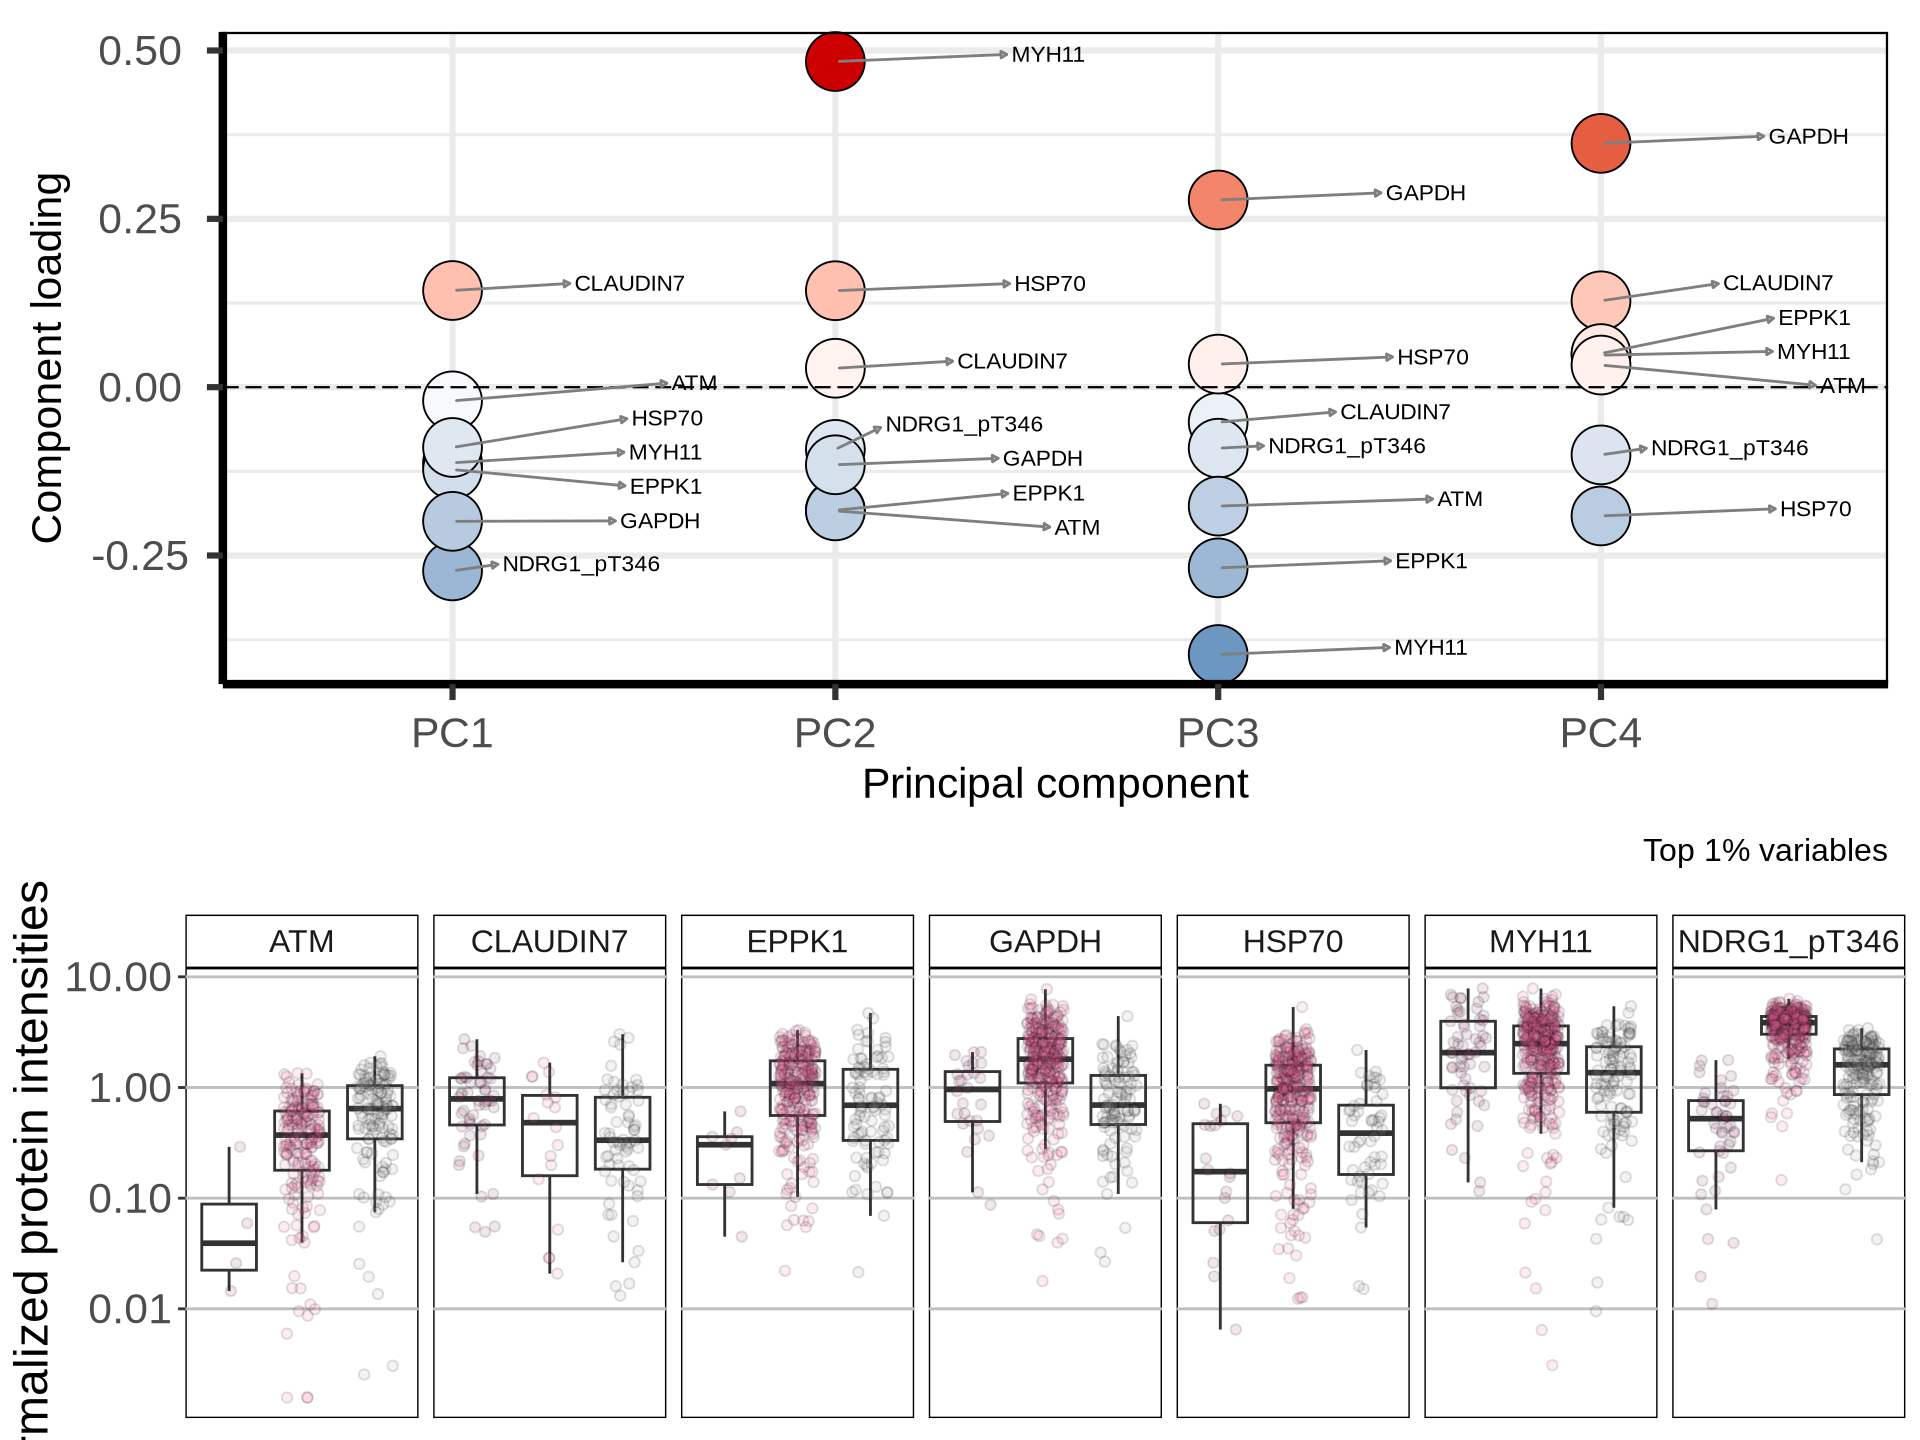 0.50
0.25
0.00
-0.25
Component loading
MYH11
GAPDH
GAPDH
CLAUDIN7
HSP70
CLAUDIN7
EPPK1
CLAUDIN7
HSP70
MYH11
ATM
ATM
HSP70
NDRG1_pT346
CLAUDIN7
MYH11
GAPDH
NDRG1_pT346
NDRG1_pT346
EPPK1
EPPK1
ATM
HSP70
GAPDH
ATM
NDRG1_pT346
EPPK1
MYH11
PC1 PC2 PC3 PC4
Principal component
Top 1% variables
ATM CLAUDIN7 EPPK1 GAPDH HSP70 MYH11 NDRG1_pT346
10.00
1.00
0.10
0.01
malized protein intensities